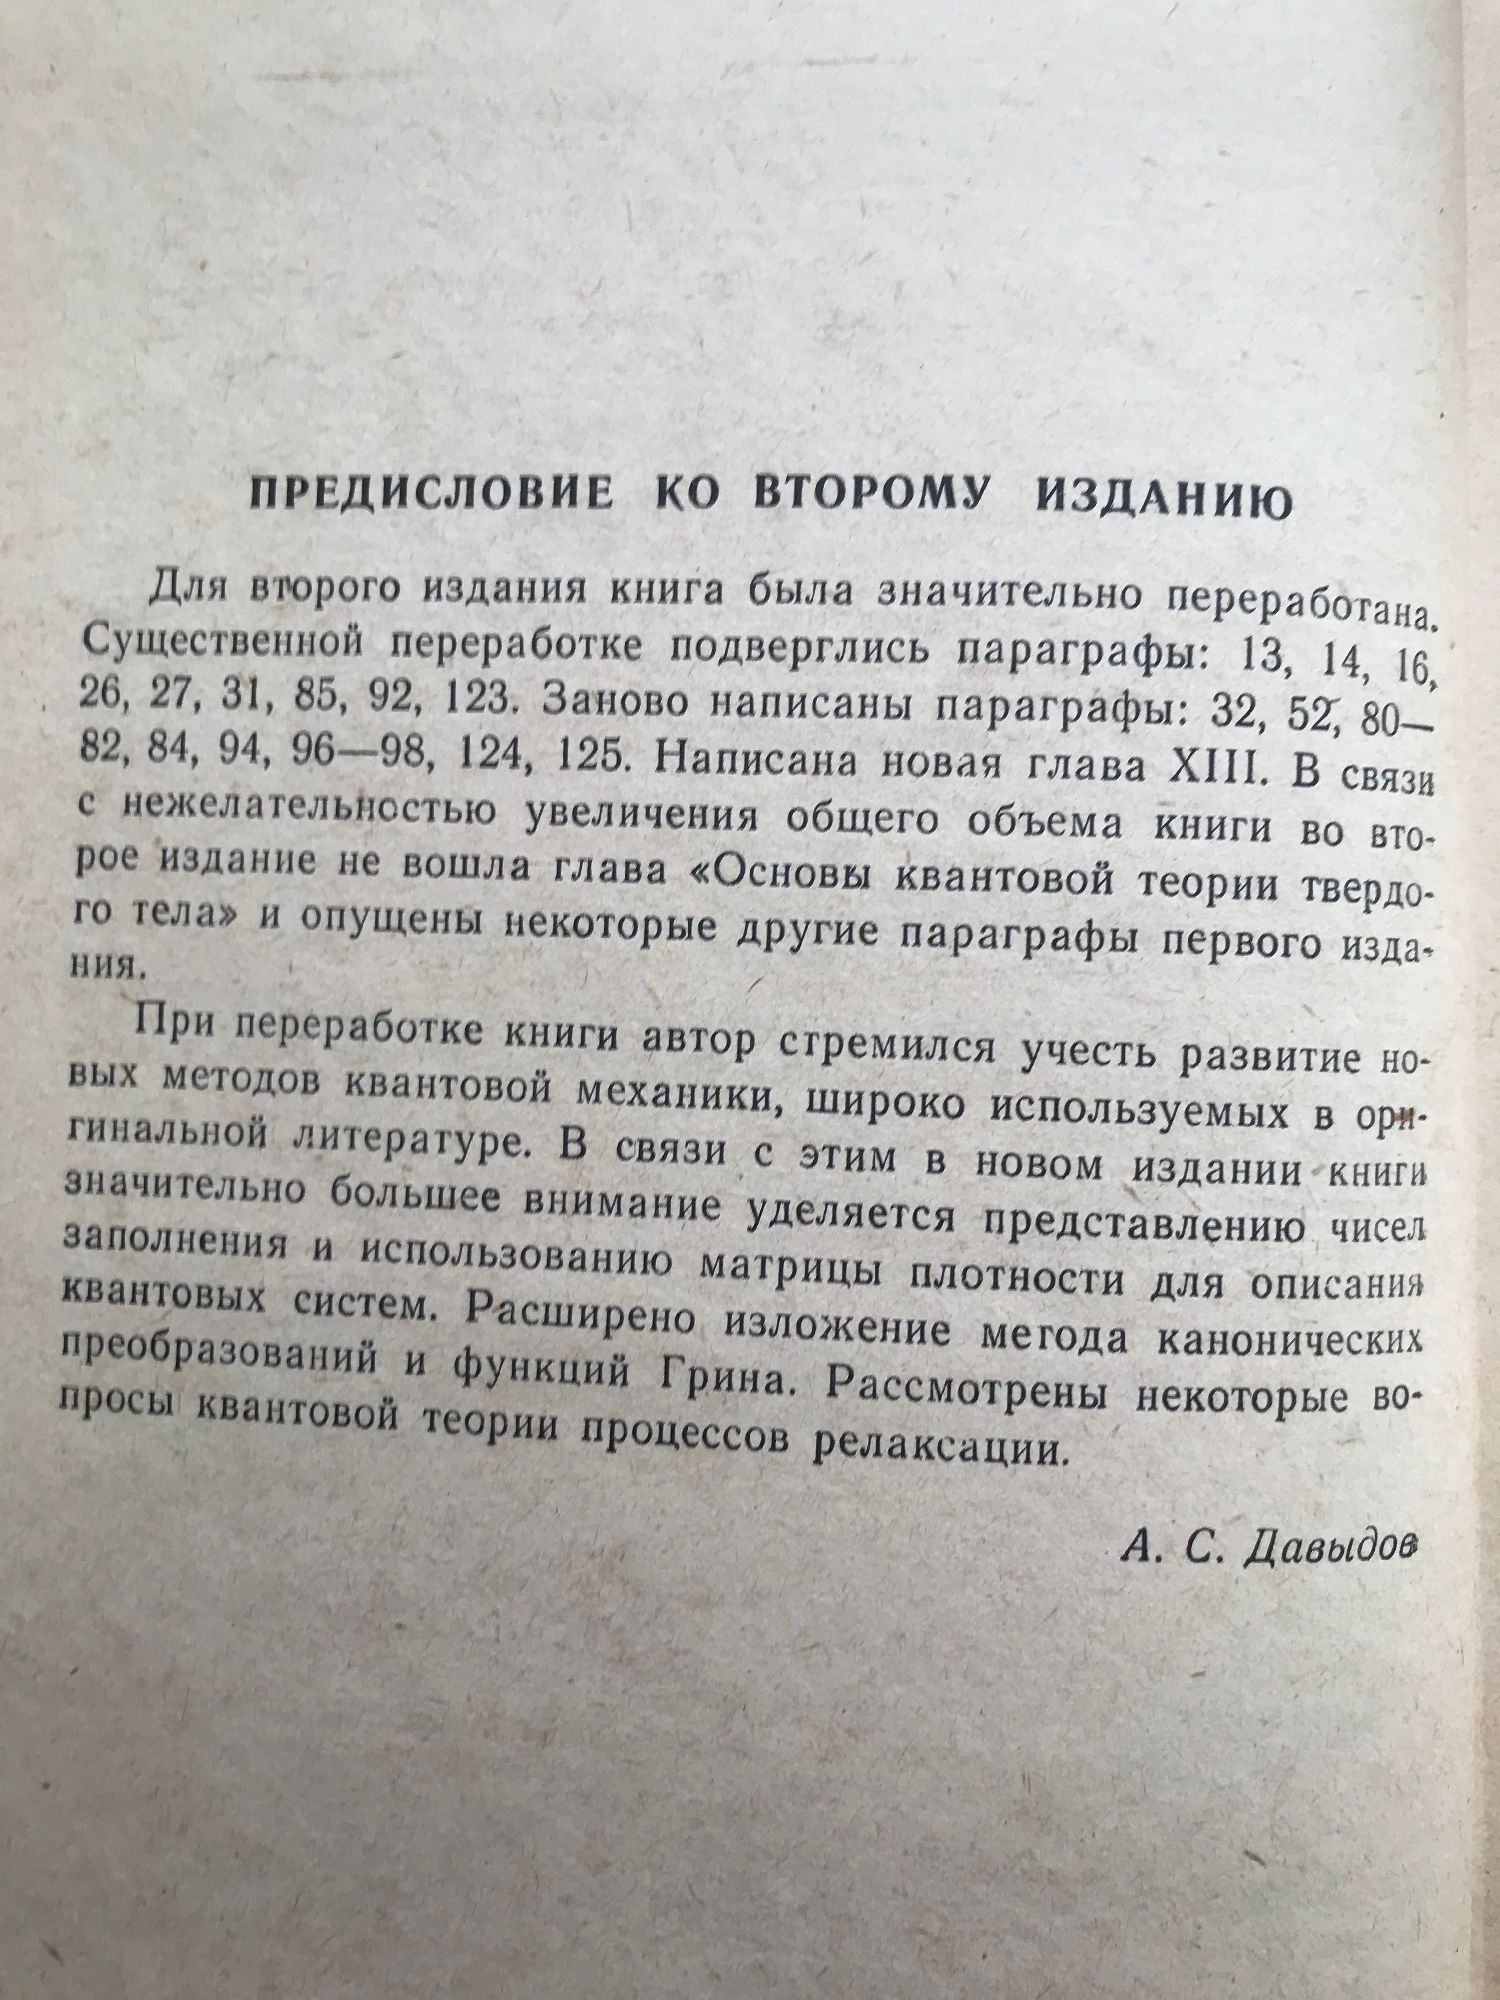 ПРЕДИСЛОВИЕ КО ВТОРОМУ ИЗДАНИЮ
Для второго издания книга была значительно переработана.
Существенной переработке подверглись параграфы: 13, 14, 16,
26, 27, 31, 85, 92, 123. Заново написаны параграфы: 32, 52, 80—
82, 84, 94, 96—98, 124, 125. Написана новая глава XIII. В связи
с нежелательностью увеличения общего объема книги во вто-
рое издание не вошла глава «Основы квантовой теории твердо-
го тела» и опущены некоторые другие параграфы первого изда-
ния.
При переработке книги автор стремился учесть развитие но-
вых методов квантовой механики, широко используемых в ори-
гинальной литературе. В связи с этим в новом издании книги
значительно большее внимание уделяется представлению чисел
заполнения и использованию матрицы плотности для описания
квантовых систем. Расширено изложение метода канонических
преобразований и функций Грина. Рассмотрены некоторые во-
просы квантовой теории процессов релаксации.
А. С. Давыдов